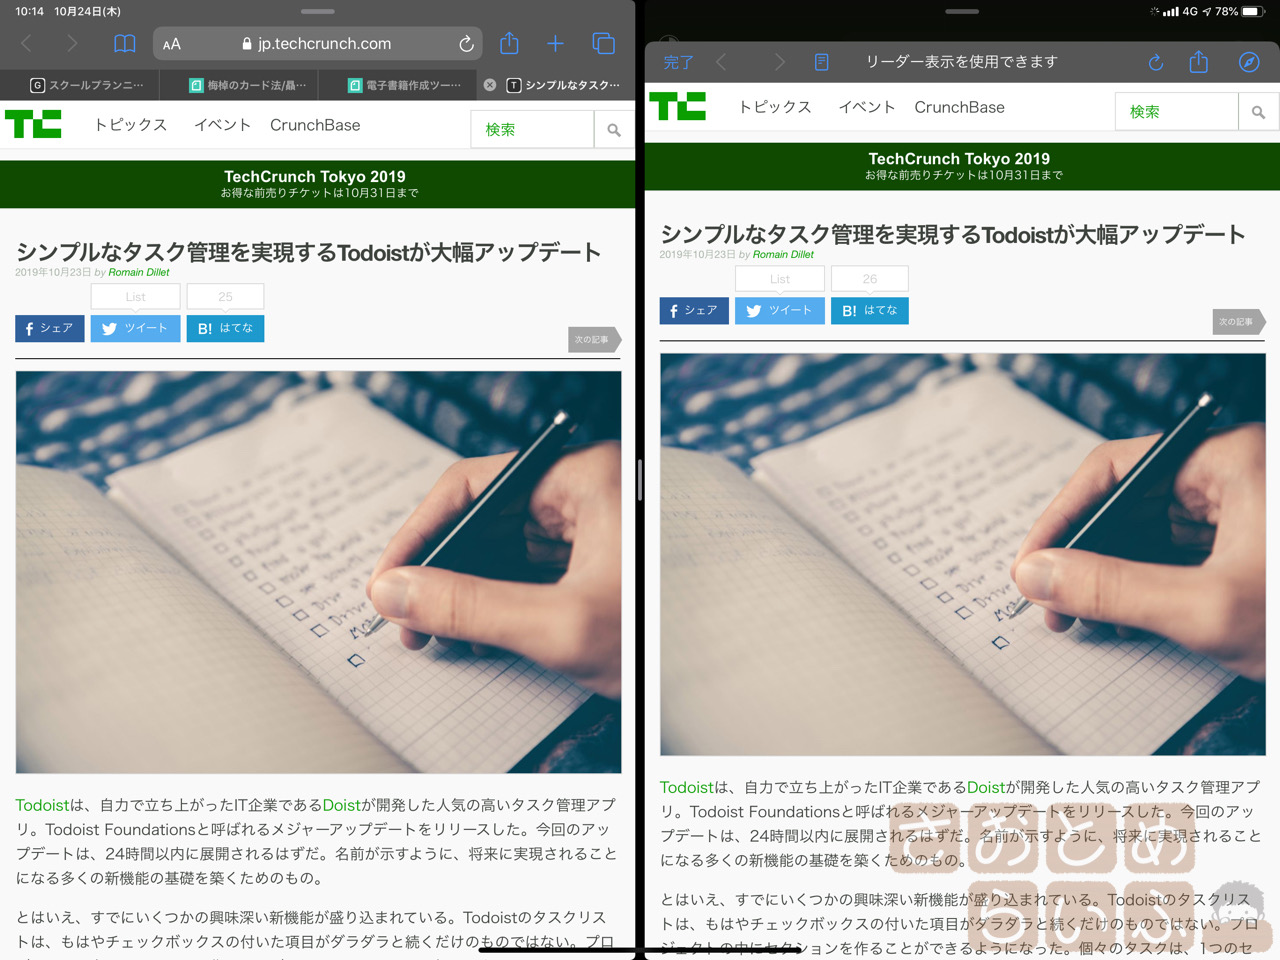 10:14 10月24日(木)
4G 78%
AA jp.techcrunch.com
スクールプランニ…
梅棹のカード法/聶…
電子書籍作成ツー…
シンプルなタスク…
TC トピックス イベント CrunchBase 検索
TechCrunch Tokyo 2019
お得な前売りチケットは10月31日まで
シンプルなタスク管理を実現するTodoistが大幅アップデート
2019年10月23日 by Romain Dillet
List 25
シェア ツイート B! はてな
次の記事
Todoistは、自力で立ち上がったIT企業であるDoistが開発した人気の高いタスク管理アプ
リ。Todoist Foundationsと呼ばれるメジャーアップデートをリリースした。今回のアッ
プデートは、24時間以内に展開されるはずだ。名前が示すように、将来に実現されること
になる多くの新機能の基礎を築くためのもの。
とはいえ、すでにいくつかの興味深い新機能が盛り込まれている。Todoistのタスクリス
トは、もはやチェックボックスの付いた項目がダラダラと続くだけのものではない。プロ
完了 リーダー表示を使用できます
TC トピックス イベント CrunchBase 検索
TechCrunch Tokyo 2019
お得な前売りチケットは10月31日まで
シンプルなタスク管理を実現するTodoistが大幅アップデート
2019年10月23日 by Romain Dillet
List 26
シェア ツイート B! はてな
次の記事
Todoistは、自力で立ち上がったIT企業であるDoistが開発した人気の高いタスク管理アプ
リ。Todoist Foundationsと呼ばれるメジャーアップデートをリリースした。今回のアッ
プデートは、24時間以内に展開されるはずだ。名前が示すように、将来に実現されること
になる多くの新機能の基礎を築くためのもの。
とはいえ、すでにいくつかの興味深い新機能が盛り込まれている。Todoistのタスクリス
トは、もはやチェックボックスの付いた項目がダラダラと続くだけのものではない。プロ
ジェクトの中にセクションを作ることができるようになった。個々のタスクは、1つのセ
さおとめ
らいふ